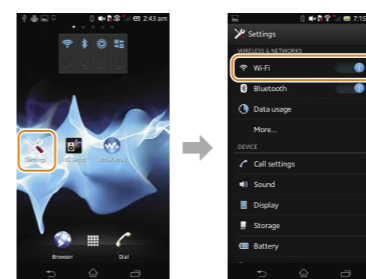 2:43 am
Settings
Browser
Dial
7:15
Settings
WIRELESS & NETWORKS
Wi-Fi
Bluetooth
Data usage
More...
DEVICE
Call settings
Sound
Display
Storage
Battery